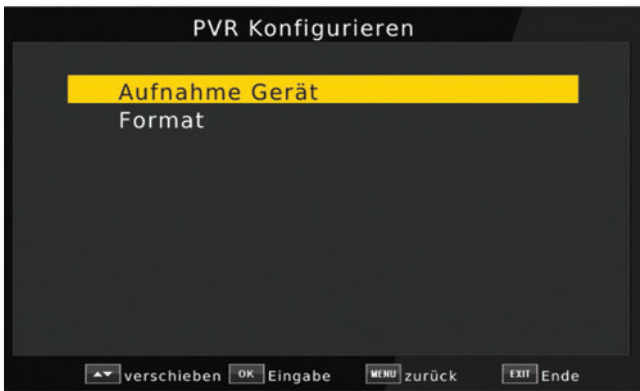 PVR Konfigurieren
Aufnahme Gerät
Format
verschieben OK Eingabe MENU zurück EXIT Ende